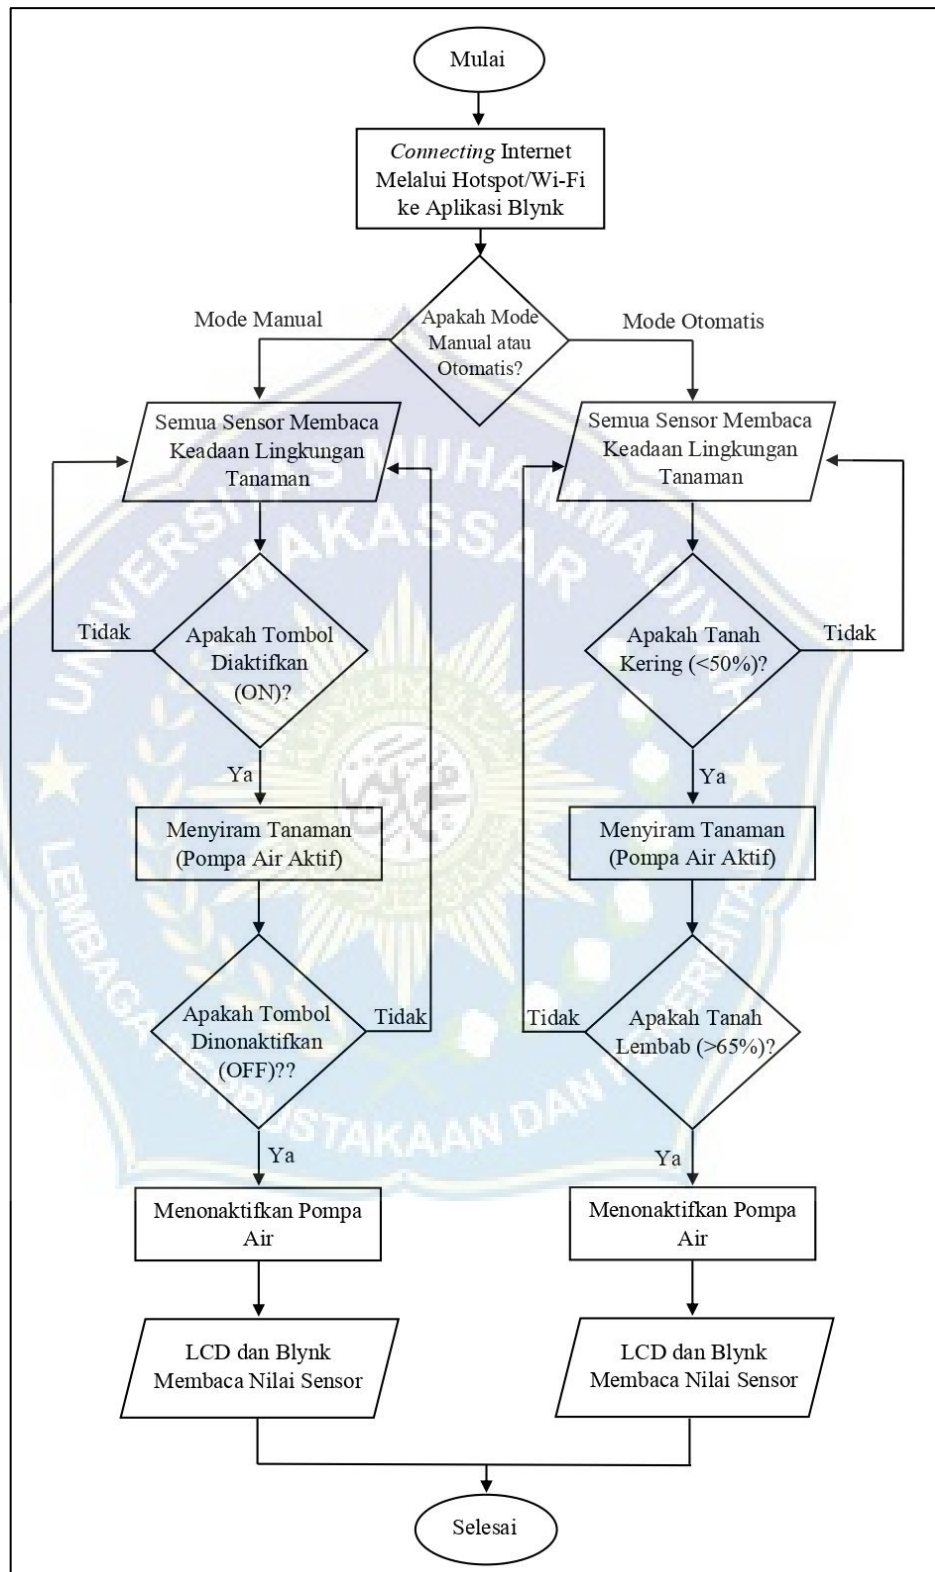 Mulai
Connecting Internet
Melalui Hotspot/Wi-Fi
ke Aplikasi Blynk
Mode Manual
Apakah Mode
Manual atau
Otomatis?
Mode Otomatis
Semua Sensor Membaca
Keadaan Lingkungan
Tanaman
Semua Sensor Membaca
Keadaan Lingkungan
Tanaman
Tidak
Apakah Tombol
Diaktifkan
(ON)?
Apakah Tanah
Kering (<50%)?
Tidak
Ya
Ya
Menyiram Tanaman
(Pompa Air Aktif)
Menyiram Tanaman
(Pompa Air Aktif)
Apakah Tombol
Dinonaktifkan
(OFF)??
Tidak
Tidak
Apakah Tanah
Lembab (>65%)?
Ya
Ya
Menonaktifkan Pompa
Air
Menonaktifkan Pompa
Air
LCD dan Blynk
Membaca Nilai Sensor
LCD dan Blynk
Membaca Nilai Sensor
Selesai
UNIVERSITAS MUHAMMADIYAH
MAKASSAR
LEMBAGA PERPUSTAKAAN DAN PENERBITAN